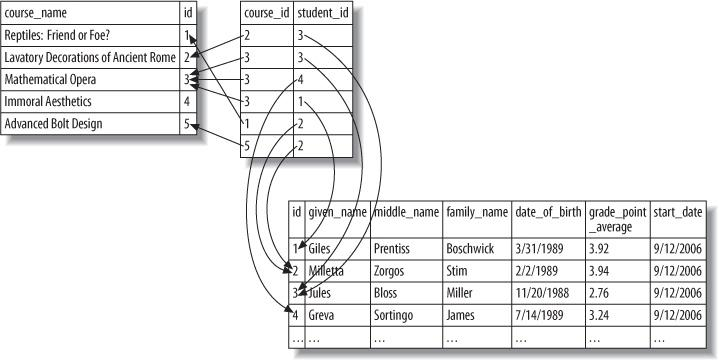 course_name id
Reptiles: Friend or Foe? 1
Lavatory Decorations of Ancient Rome 2
Mathematical Opera 3
Immoral Aesthetics 4
Advanced Bolt Design 5
course_id student_id
2 3
3 3
3 4
3 1
1 2
5 2
id given_name middle_name family_name date_of_birth grade_point_average start_date
1 Giles Prentiss Boschwick 3/31/1989 3.92 9/12/2006
2 Milletta Zorgos Stim 2/2/1989 3.94 9/12/2006
3 Jules Bloss Miller 11/20/1988 2.76 9/12/2006
4 Greva Sortingo James 7/14/1989 3.24 9/12/2006
... ... ... ... ... ... ...